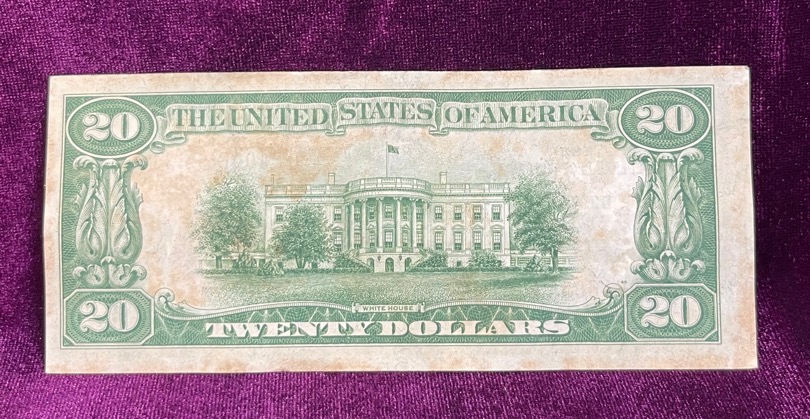 20 THE UNITED STATES OF AMERICA 20
WHITE HOUSE
20 TWENTY DOLLARS 20